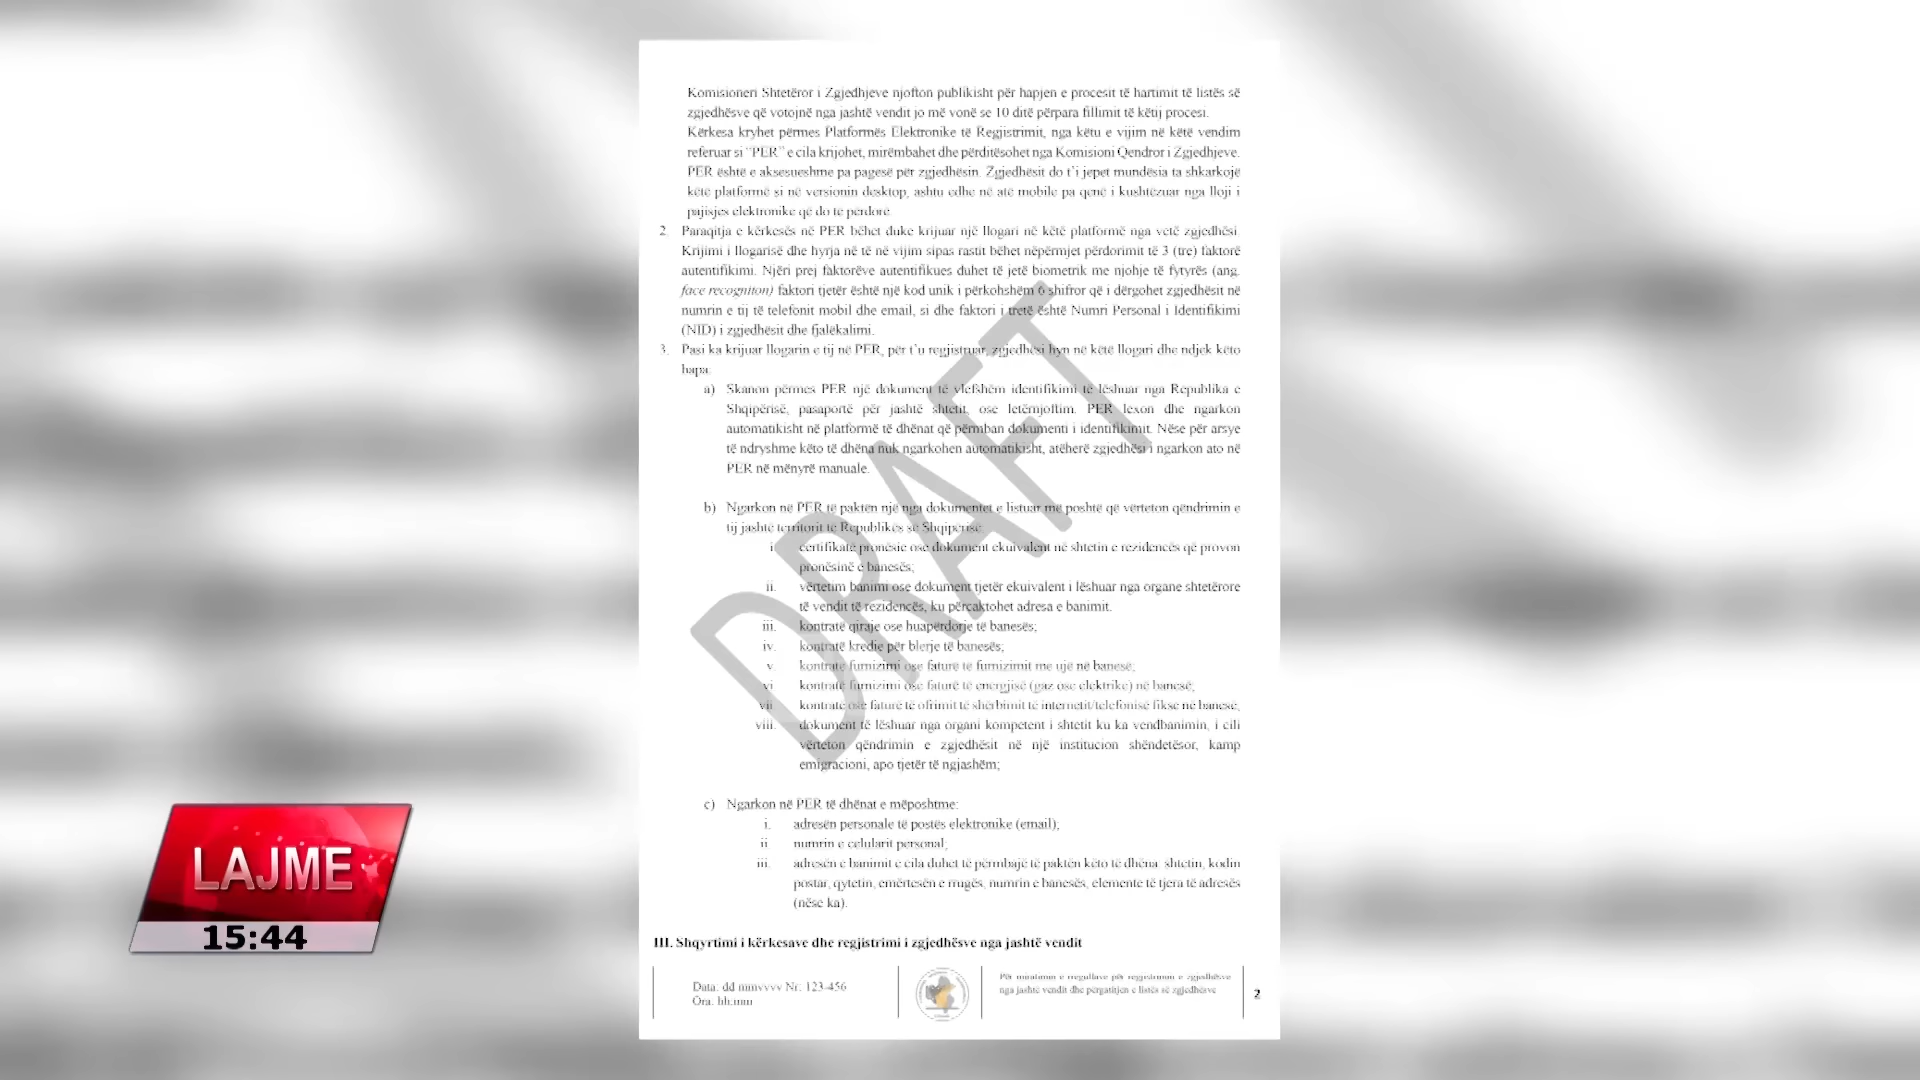 Komisioneri Shtetëror i Zgjedhjeve njofton publikisht për hapjen e procesit të hartimit të listës së
zgjedhësve që votojnë nga jashtë vendit jo më vonë se 10 ditë përpara fillimit të këtij procesi.
Kërkesa kryhet përmes Platformës Elektronike të Regjistrimit, nga këtu e vijim në këtë vendim
referuar si "PER" e cila krijohet, mirëmbahet dhe përditësohet nga Komisioni Qendror i Zgjedhjeve.
PER është e aksesueshme pa pagesë për zgjedhësin. Zgjedhësit do t'i jepet mundësia ta shkarkojë
këtë platformë si në versionin desktop, ashtu edhe në atë mobile pa qenë i kushtëzuar nga lloji i
pajisjes elektronike që do të përdorë
2. Paraqitja e kërkesës në PER bëhet duke krijuar një llogari në këtë platformë nga vetë zgjedhësi.
Krijimi i llogarisë dhe hyrja në të në vijim sipas rastit bëhet nëpërmjet përdorimit të 3 (tre) faktorë
autentifikimi. Njëri prej faktorëve autentifikues duhet të jetë biometrik me njohje të fytyrës (ang.
face recogniton) faktori tjetër është një kod unik i përkohshëm 6 shifror që i dërgohet zgjedhësit në
numrin e tij të telefonit mobil dhe email, si dhe faktori i tretë është Numri Personal i Identifikimi
(NID) i zgjedhësit dhe fjalëkalimi.
3. Pasi ka krijuar llogarin e tij në PER, për t'u regjistruar, zgjedhësi hyn në këtë llogari dhe ndjek këto
hapa:
a) Skanon përmes PER një dokument të vlefshëm identifikimi të lëshuar nga Republika e
Shqipërisë, pasaportë për jashtë shtetit, ose letërnjoftim. PER lexon dhe ngarkon
automatikisht në platformë të dhënat që përmban dokumenti i identifikimit. Nëse për arsye
të ndryshme këto të dhëna nuk ngarkohen automatikisht, atëherë zgjedhësi i ngarkon ato në
PER në mënyrë manuale.
b) Ngarkon në PER të paktën një nga dokumentet e listuar më poshtë që vërteton qëndrimin e
tij jashtë territorit të Republikës së Shqipërisë:
i. certifikatë pronësie ose dokument ekuivalent në shtetin e rezidencës që provon
pronësinë e banesës;
ii. vërtetim banimi ose dokument tjetër ekuivalent i lëshuar nga organe shtetërore
të vendit të rezidencës, ku përcaktohet adresa e banimit.
iii. kontratë qiraje ose huapërdorje të banesës;
iv. kontratë kredie për blerje të banesës;
v. kontratë furnizimi ose faturë të furnizimit me ujë në banesë;
vi. kontratë furnizimi ose faturë të energjisë (gaz ose elektrike) në banesë;
vii. kontratë ose faturë të ofrimit të shërbimit të internetit/telefonisë fikse në banesë;
viii. dokument të lëshuar nga organi kompetent i shtetit ku ka vendbanimin, i cili
vërteton qëndrimin e zgjedhësit në një institucion shëndetësor, kamp
emigracioni, apo tjetër të ngjashëm;
c) Ngarkon në PER të dhënat e mëposhtme:
i. adresën personale të postës elektronike (email);
ii. numrin e celularit personal;
iii. adresën e banimit e cila duhet të përmbajë të paktën këto të dhëna: shtetin, kodin
postar, qytetin, emërtesën e rrugës, numrin e banesës, elemente të tjera të adresës
(nëse ka).
III. Shqyrtimi i kërkesave dhe regjistrimi i zgjedhësve nga jashtë vendit
Data: dd mmvvvv Nr. 123-456
Ora: hh:mm
Për miratimin e rregullave për regjistrimin e zgjedhësve
nga jashtë vendit dhe përgatitjen e listës së zgjedhësve
2
DRAFT
LAJME
15:44